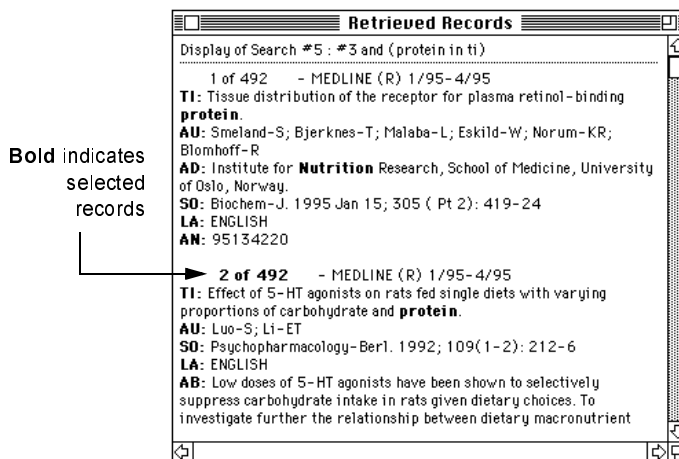 Retrieved Records
Display of Search #5 : #3 and (protein in ti)
1 of 492 - MEDLINE (R) 1/95-4/95
TI: Tissue distribution of the receptor for plasma retinol-binding
protein.
AU: Smeland-S; Bjerknes-T; Malaba-L; Eskild-W; Norum-KR;
Blomhoff-R
AD: Institute for Nutrition Research, School of Medicine, University
of Oslo, Norway.
SO: Biochem-J. 1995 Jan 15; 305 ( Pt 2): 419-24
LA: ENGLISH
AN: 95134220
Bold indicates
selected
records
2 of 492 - MEDLINE (R) 1/95-4/95
TI: Effect of 5-HT agonists on rats fed single diets with varying
proportions of carbohydrate and protein.
AU: Luo-S; Li-ET
SO: Psychopharmacology-Berl. 1992; 109(1-2): 212-6
LA: ENGLISH
AB: Low doses of 5-HT agonists have been shown to selectively
suppress carbohydrate intake in rats given dietary choices. To
investigate further the relationship between dietary macronutrient